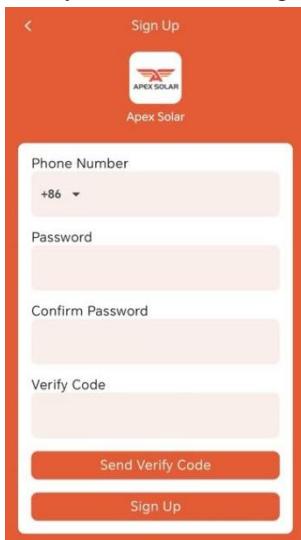 Sign Up
APEX SOLAR
Apex Solar
Phone Number
+86
Password
Confirm Password
Verify Code
Send Verify Code
Sign Up